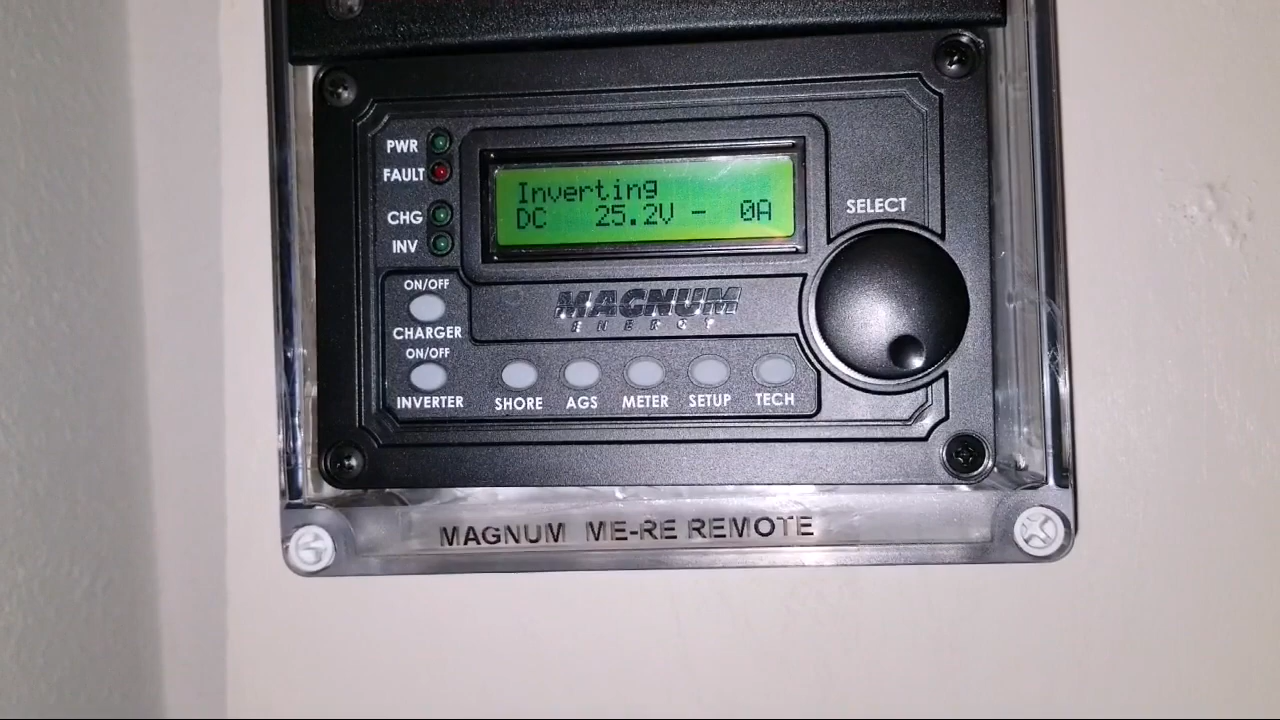 PWR
FAULT
CHG
INV
Inverting
DC 25.2V - 0A
SELECT
ON/OFF
CHARGER
ON/OFF
INVERTER
MAGNUM
ENERGY
SHORE AGS METER SETUP TECH
MAGNUM ME-RE REMOTE